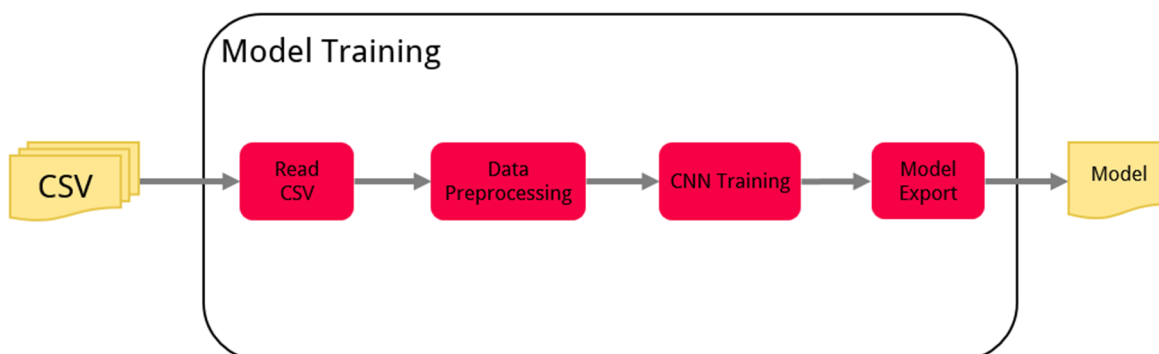 Model Training
CSV
Read
CSV
Data
Preprocessing
CNN Training
Model
Export
Model